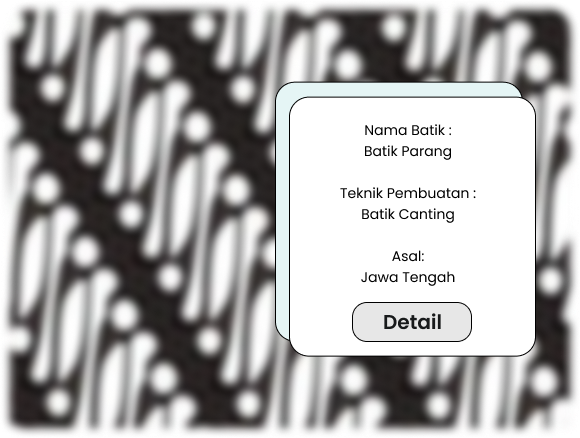 Nama Batik :
Batik Parang
Teknik Pembuatan :
Batik Canting
Asal:
Jawa Tengah
Detail